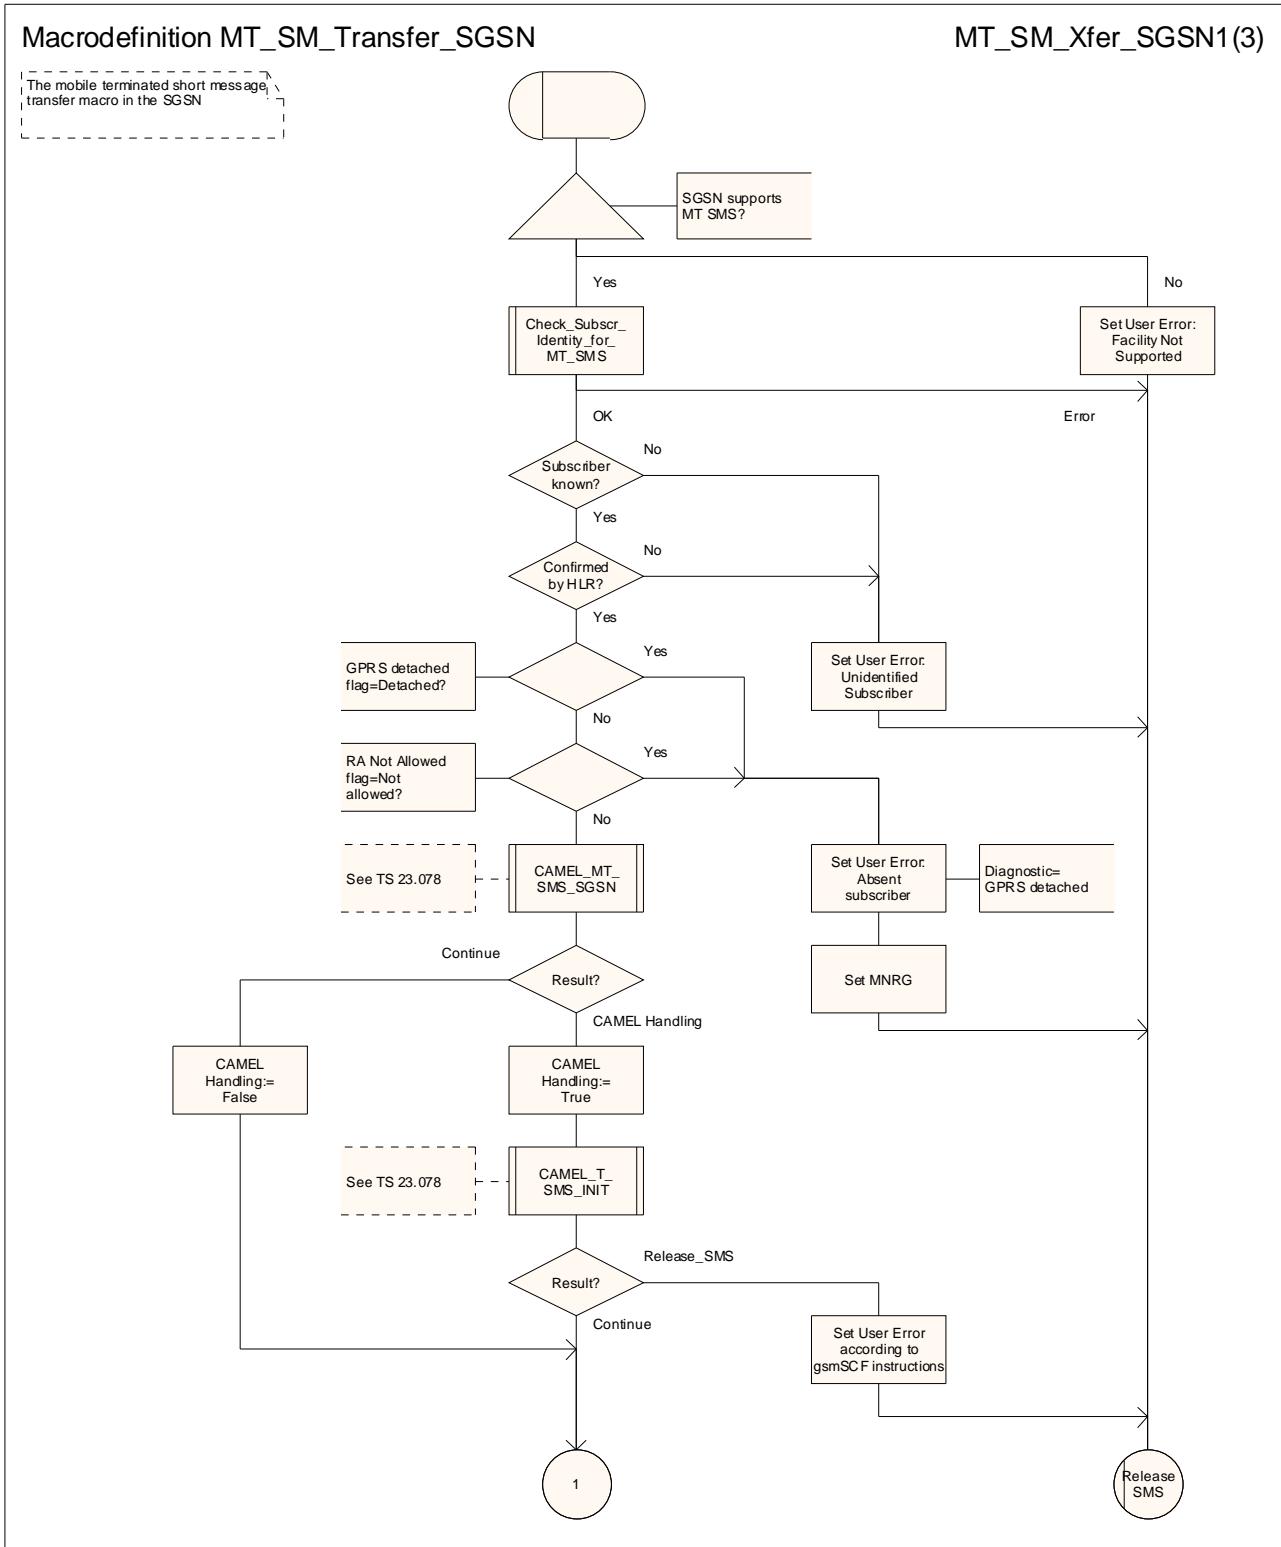 Macrodefinition MT_SM_Transfer_SGSN
MT_SM_Xfer_SGSN1(3)
The mobile terminated short message
transfer macro in the SGSN
SGSN supports
MT SMS?
Yes
No
Check_Subscr_
Identity_for_
MT_SMS
Set User Error:
Facility Not
Supported
OK
Error
Subscriber
known?
No
Yes
Confirmed
by HLR?
No
Yes
GPRS detached
flag=Detached?
Yes
Set User Error:
Unidentified
Subscriber
No
RA Not Allowed
flag=Not
allowed?
Yes
No
See TS 23.078
CAMEL_MT_
SMS_SGSN
Set User Error:
Absent
subscriber
Diagnostic=
GPRS detached
Continue
Result?
Set MNRG
CAMEL Handling
CAMEL
Handling:=
False
CAMEL
Handling:=
True
See TS 23.078
CAMEL_T_
SMS_INIT
Result?
Release_SMS
Continue
Set User Error
according to
gsmSCF instructions
1
Release
SMS